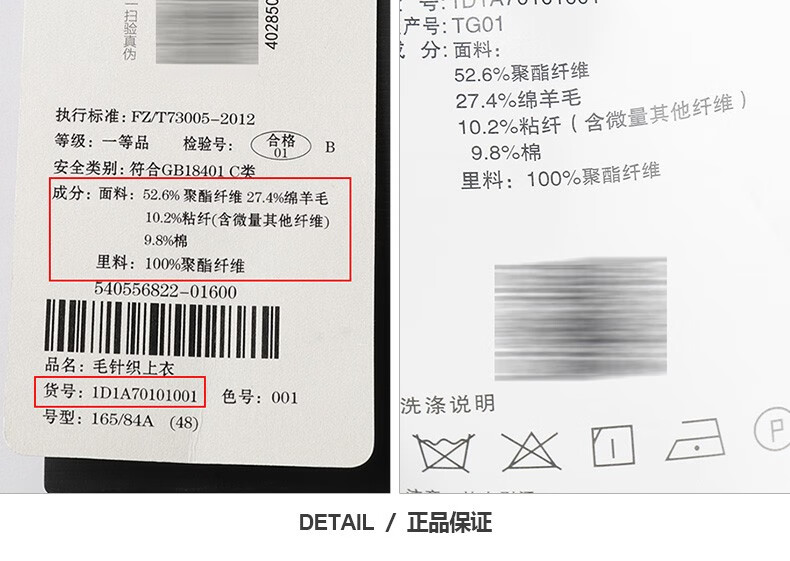 扫验真伪
40285
执行标准: FZ/T73005-2012
等级: 一等品 检验号: 合格 01 B
安全类别: 符合GB18401 C类
成分: 面料: 52.6% 聚酯纤维 27.4%绵羊毛
10.2%粘纤(含微量其他纤维)
9.8%棉
里料: 100%聚酯纤维
540556822-01600
品名: 毛针织上衣
货号: 1D1A70101001
色号: 001
号型: 165/84A (48)
号: 1D1A70101001
产号: TG01
成 分: 面料:
52.6%聚酯纤维
27.4%绵羊毛
10.2%粘纤(含微量其他纤维)
9.8%棉
里料: 100%聚酯纤维
洗涤说明
P
DETAIL / 正品保证